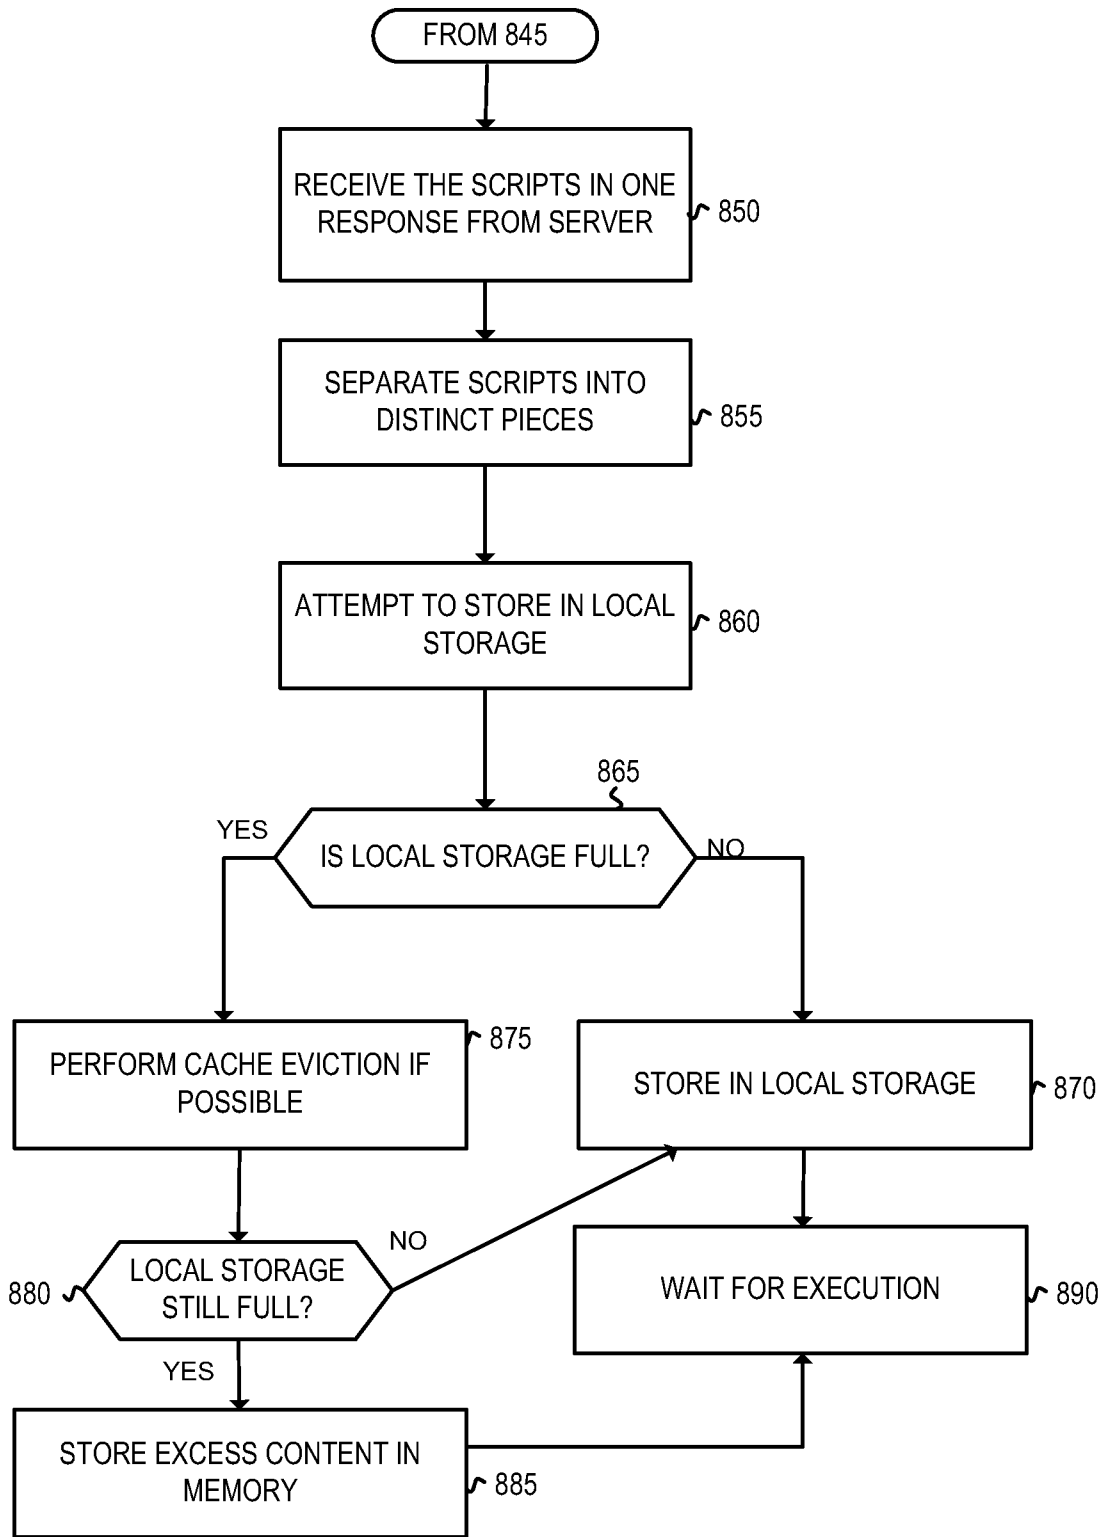 FROM 845
RECEIVE THE SCRIPTS IN ONE
RESPONSE FROM SERVER
850
SEPARATE SCRIPTS INTO
DISTINCT PIECES
855
ATTEMPT TO STORE IN LOCAL
STORAGE
860
865
YES
IS LOCAL STORAGE FULL?
NO
875
PERFORM CACHE EVICTION IF
POSSIBLE
STORE IN LOCAL STORAGE
870
NO
880
LOCAL STORAGE
STILL FULL?
WAIT FOR EXECUTION
890
YES
STORE EXCESS CONTENT IN
MEMORY
885